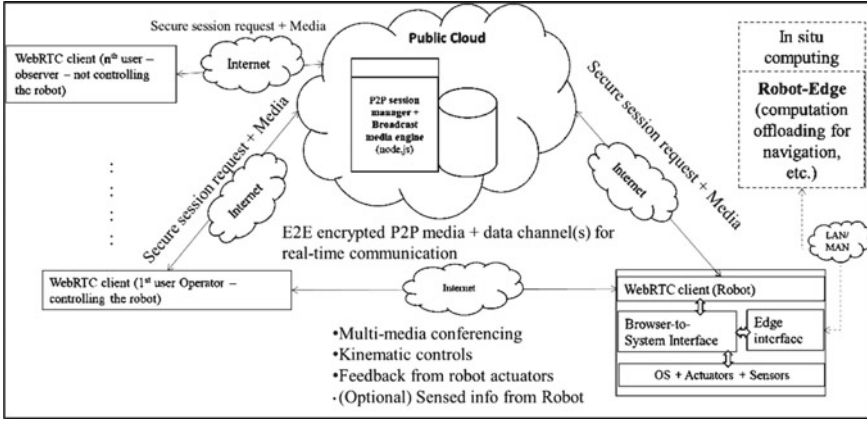 Secure session request + Media
WebRTC client (nth user –
observer – not controlling
the robot)
Internet
Public Cloud
P2P session
manager +
Broadcast
media engine
(node.js)
In situ
computing
Robot-Edge
(computation
offloading for
navigation,
etc.)
Secure session request + Media
Internet
Secure session request + Media
Internet
E2E encrypted P2P media + data channel(s) for
real-time communication
LAN/
MAN
WebRTC client (1st user Operator –
controlling the robot)
Internet
WebRTC client (Robot)
Browser-to-
System Interface
Edge
interface
OS + Actuators + Sensors
•Multi-media conferencing
•Kinematic controls
•Feedback from robot actuators
·(Optional) Sensed info from Robot